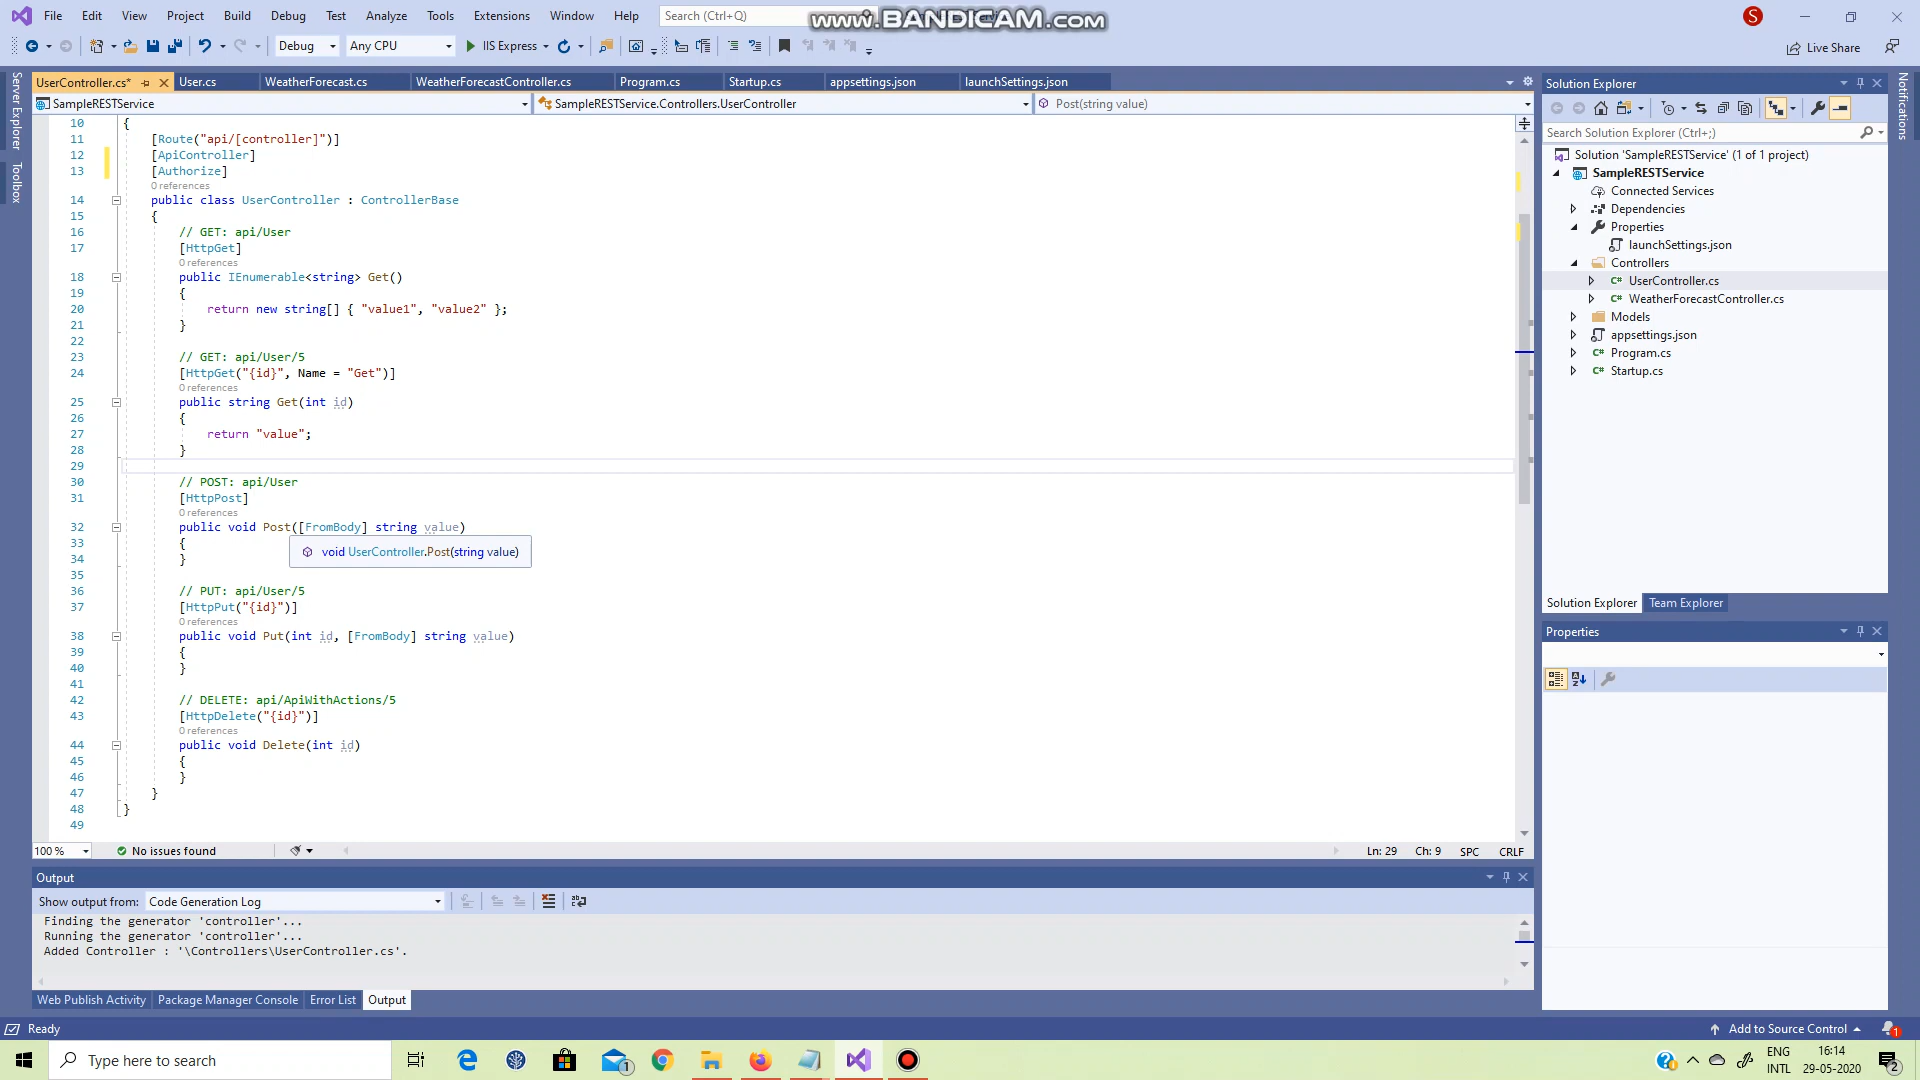 File Edit View Project Build Debug Test Analyze Tools Extensions Window Help Search (Ctrl+Q)
www.BANDICAM.com
S
Debug Any CPU IIS Express Live Share
Server Explorer
Toolbox
UserController.cs* User.cs WeatherForecast.cs WeatherForecastController.cs Program.cs Startup.cs appsettings.json launchSettings.json
SampleRESTService SampleRESTService.Controllers.UserController Post(string value)
10 {
11 [Route("api/[controller]")]
12 [ApiController]
13 [Authorize]
0 references
14 public class UserController : ControllerBase
15 {
16 // GET: api/User
17 [HttpGet]
0 references
18 public IEnumerable<string> Get()
19 {
20 return new string[] { "value1", "value2" };
21 }
22
23 // GET: api/User/5
24 [HttpGet("{id}", Name = "Get")]
0 references
25 public string Get(int id)
26 {
27 return "value";
28 }
29
30 // POST: api/User
31 [HttpPost]
0 references
32 public void Post([FromBody] string value)
33 {
void UserController.Post(string value)
34 }
35
36 // PUT: api/User/5
37 [HttpPut("{id}")]
0 references
38 public void Put(int id, [FromBody] string value)
39 {
40 }
41
42 // DELETE: api/ApiWithActions/5
43 [HttpDelete("{id}")]
0 references
44 public void Delete(int id)
45 {
46 }
47 }
48 }
49
100 % No issues found Ln: 29 Ch: 9 SPC CRLF
Output
Show output from: Code Generation Log
Finding the generator 'controller'...
Running the generator 'controller'...
Added Controller : '\Controllers\UserController.cs'.
Web Publish Activity Package Manager Console Error List Output
Solution Explorer
Search Solution Explorer (Ctrl+;)
Solution 'SampleRESTService' (1 of 1 project)
SampleRESTService
Connected Services
Dependencies
Properties
launchSettings.json
Controllers
UserController.cs
WeatherForecastController.cs
Models
appsettings.json
Program.cs
Startup.cs
Solution Explorer Team Explorer
Properties
Notifications
Ready Add to Source Control 1
Type here to search 1 ENG INTL 16:14 29-05-2020 2